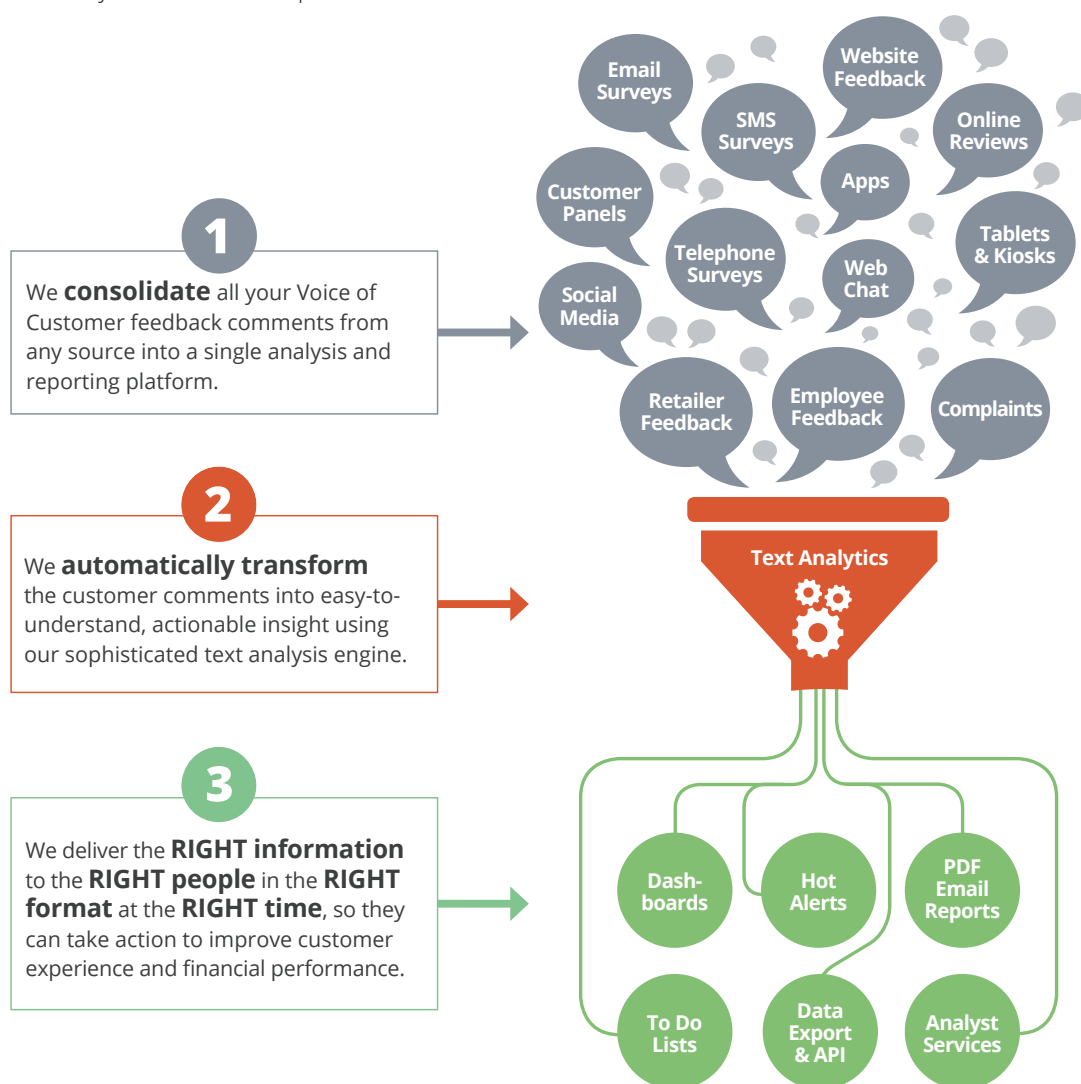 1
We consolidate all your Voice of
Customer feedback comments from
any source into a single analysis and
reporting platform.
Email
Surveys
Website
Feedback
SMS
Surveys
Online
Reviews
Apps
Customer
Panels
Telephone
Surveys
Tablets
& Kiosks
Web
Chat
Social
Media
Retailer
Feedback
Employee
Feedback
Complaints
2
We automatically transform
the customer comments into easy-to-
understand, actionable insight using
our sophisticated text analysis engine.
Text Analytics
3
We deliver the RIGHT information
to the RIGHT people in the RIGHT
format at the RIGHT time, so they
can take action to improve customer
experience and financial performance.
Dash-
boards
Hot
Alerts
PDF
Email
Reports
To Do
Lists
Data
Export
& API
Analyst
Services